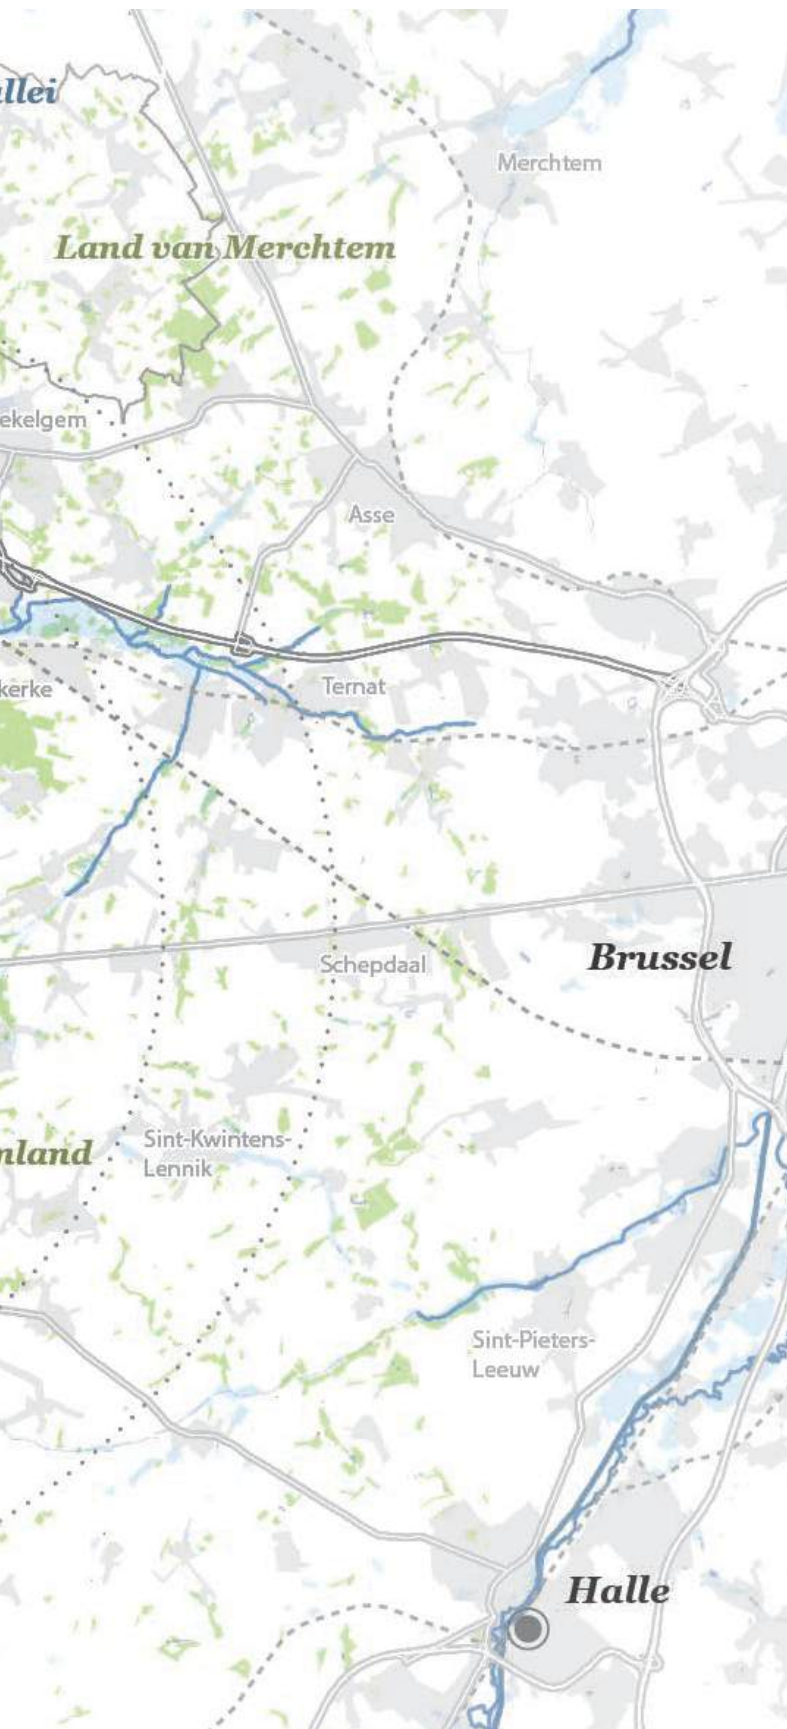 llei
Merchtem
Land van Merchtem
ekelgem
Asse
kerke
Ternat
Brussel
Schepdaal
Sint-Kwintens-
Lennik
nland
Sint-Pieters-
Leeuw
Halle